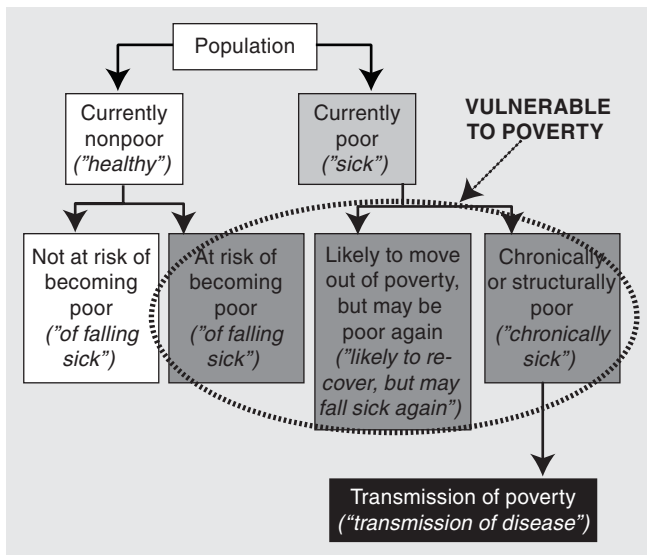 Population
Currently
nonpoor
("healthy")
Currently
poor
("sick")
VULNERABLE
TO POVERTY
Not at risk of
becoming
poor
("of falling
sick")
At risk of
becoming
poor
("of falling
sick")
Likely to move
out of poverty,
but may be
poor again
("likely to re-
cover, but may
fall sick again")
Chronically
or structurally
poor
("chronically
sick")
Transmission of poverty
("transmission of disease")